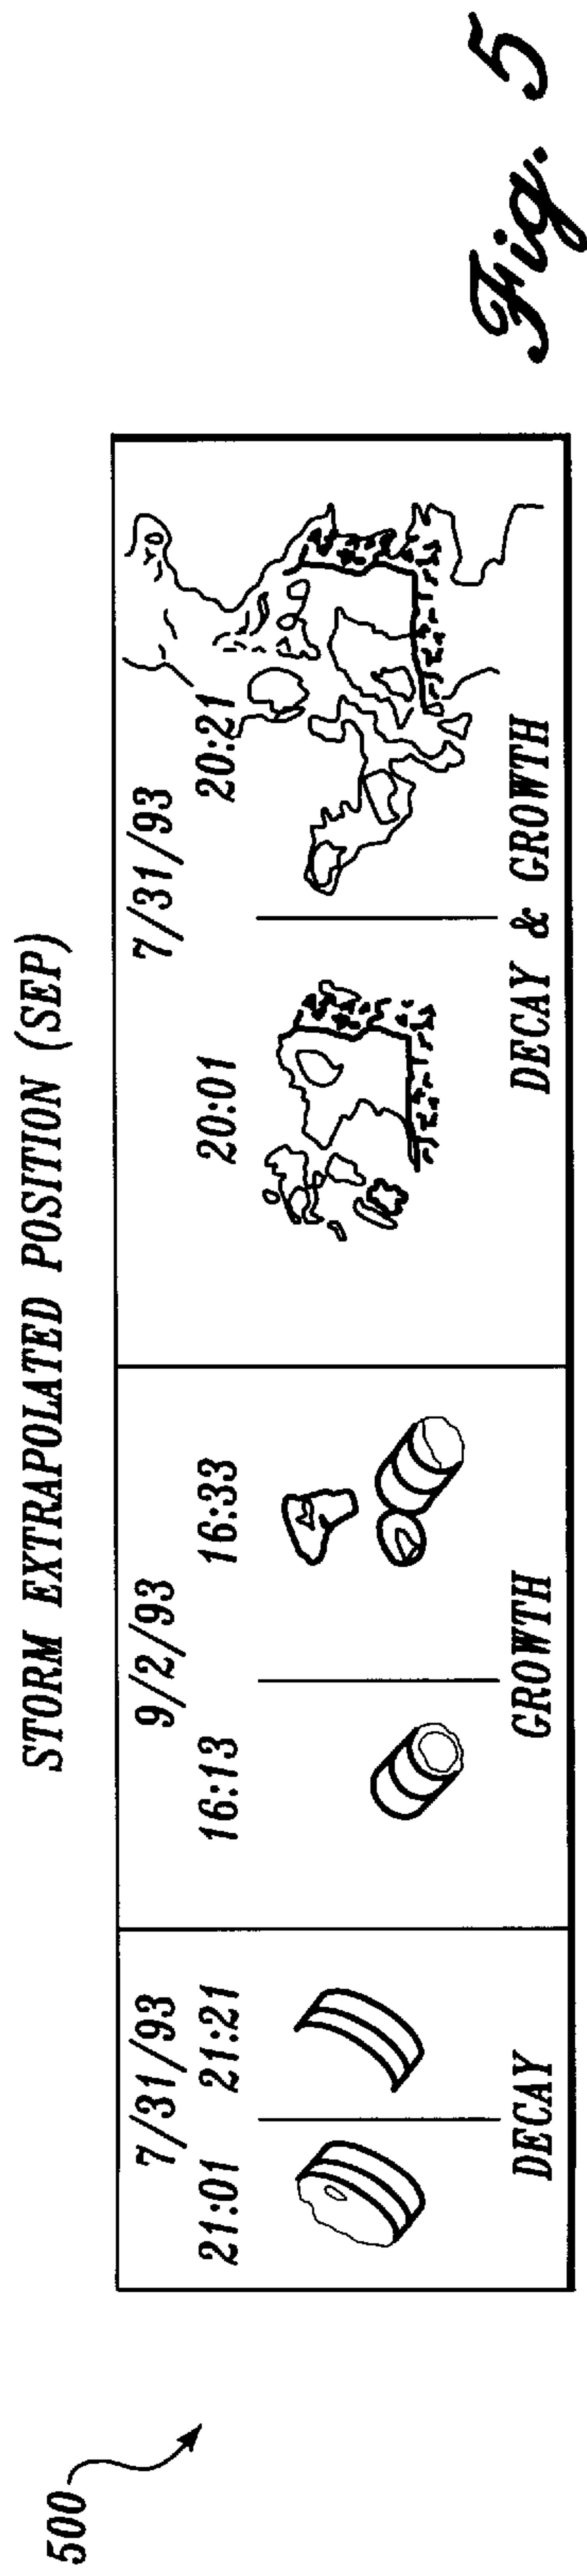 500
STORM EXTRAPOLATED POSITION (SEP)
7/31/93
21:01 21:21
DECAY
9/2/93
16:13 16:33
GROWTH
7/31/93
20:01 20:21
DECAY & GROWTH
Fig. 5